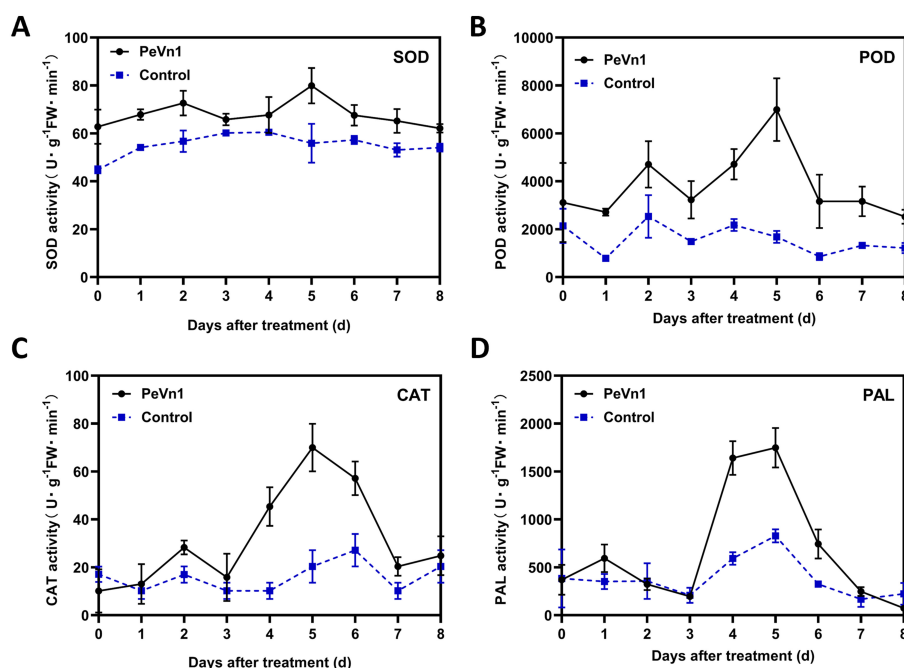 A
SOD
PeVn1
Control
SOD activity( U· g⁻¹FW· min⁻¹)
100
80
60
40
20
0
0 1 2 3 4 5 6 7 8
Days after treatment (d)
B
POD
PeVn1
Control
POD activity( U· g⁻¹FW· min⁻¹)
10000
8000
6000
4000
2000
0
0 1 2 3 4 5 6 7 8
Days after treatment (d)
C
CAT
PeVn1
Control
CAT activity( U· g⁻¹FW· min⁻¹)
100
80
60
40
20
0
0 1 2 3 4 5 6 7 8
Days after treatment (d)
D
PAL
PeVn1
Control
PAL activity( U· g⁻¹FW· min⁻¹)
2500
2000
1500
1000
500
0
0 1 2 3 4 5 6 7 8
Days after treatment (d)